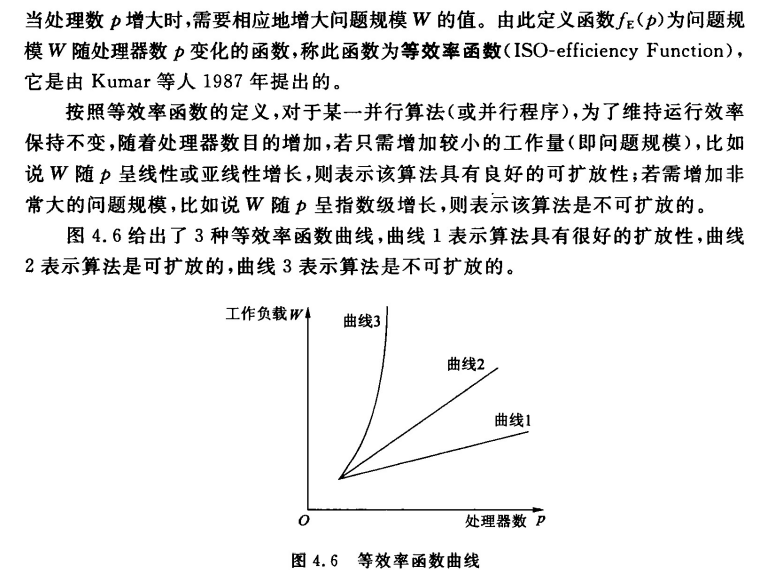 当处理数 p 增大时,需要相应地增大问题规模 W 的值。由此定义函数 fE(p)为问题规
模 W 随处理器数 p 变化的函数,称此函数为等效率函数(ISO-efficiency Function),
它是由 Kumar 等人 1987 年提出的。
按照等效率函数的定义,对于某一并行算法(或并行程序),为了维持运行效率
保持不变,随着处理器数目的增加,若只需增加较小的工作量(即问题规模),比如
说 W 随 p 呈线性或亚线性增长,则表示该算法具有良好的可扩放性;若需增加非
常大的问题规模,比如说 W 随 p 呈指数级增长,则表示该算法是不可扩放的。
图 4.6 给出了 3 种等效率函数曲线,曲线 1 表示算法具有很好的扩放性,曲线
2 表示算法是可扩放的,曲线 3 表示算法是不可扩放的。
工作负载W
曲线3
曲线2
曲线1
O
处理器数 p
图 4.6 等效率函数曲线